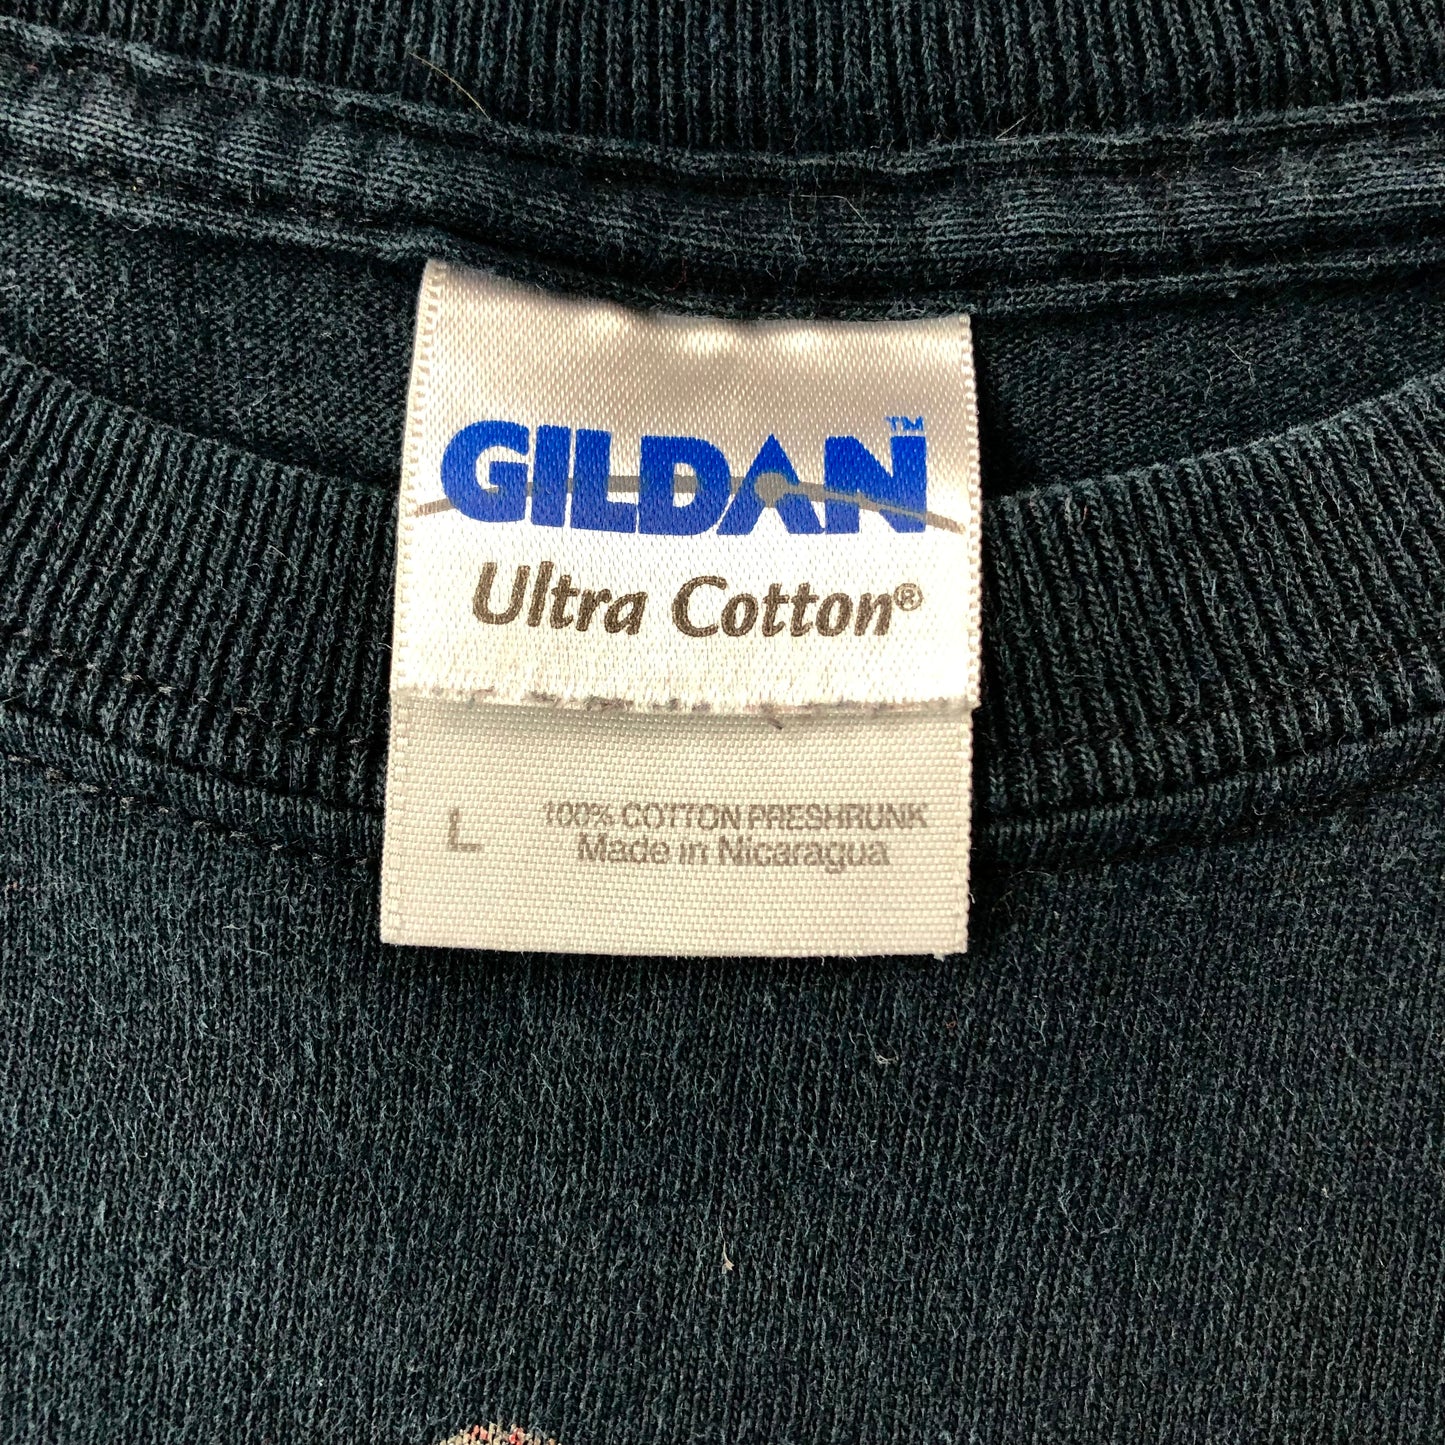 GILDAN™
Ultra Cotton®
L 100% COTTON PRESHRUNK
Made in Nicaragua